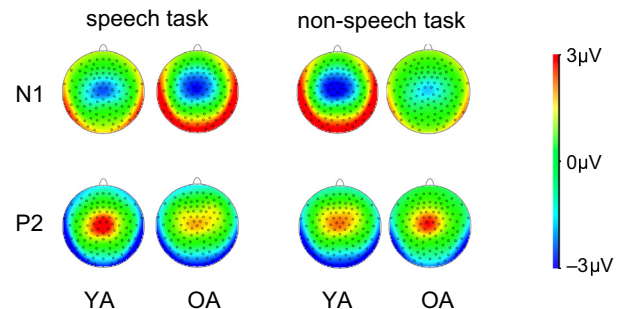 speech task non-speech task
N1
3µV
0µV
P2
–3µV
YA OA YA OA